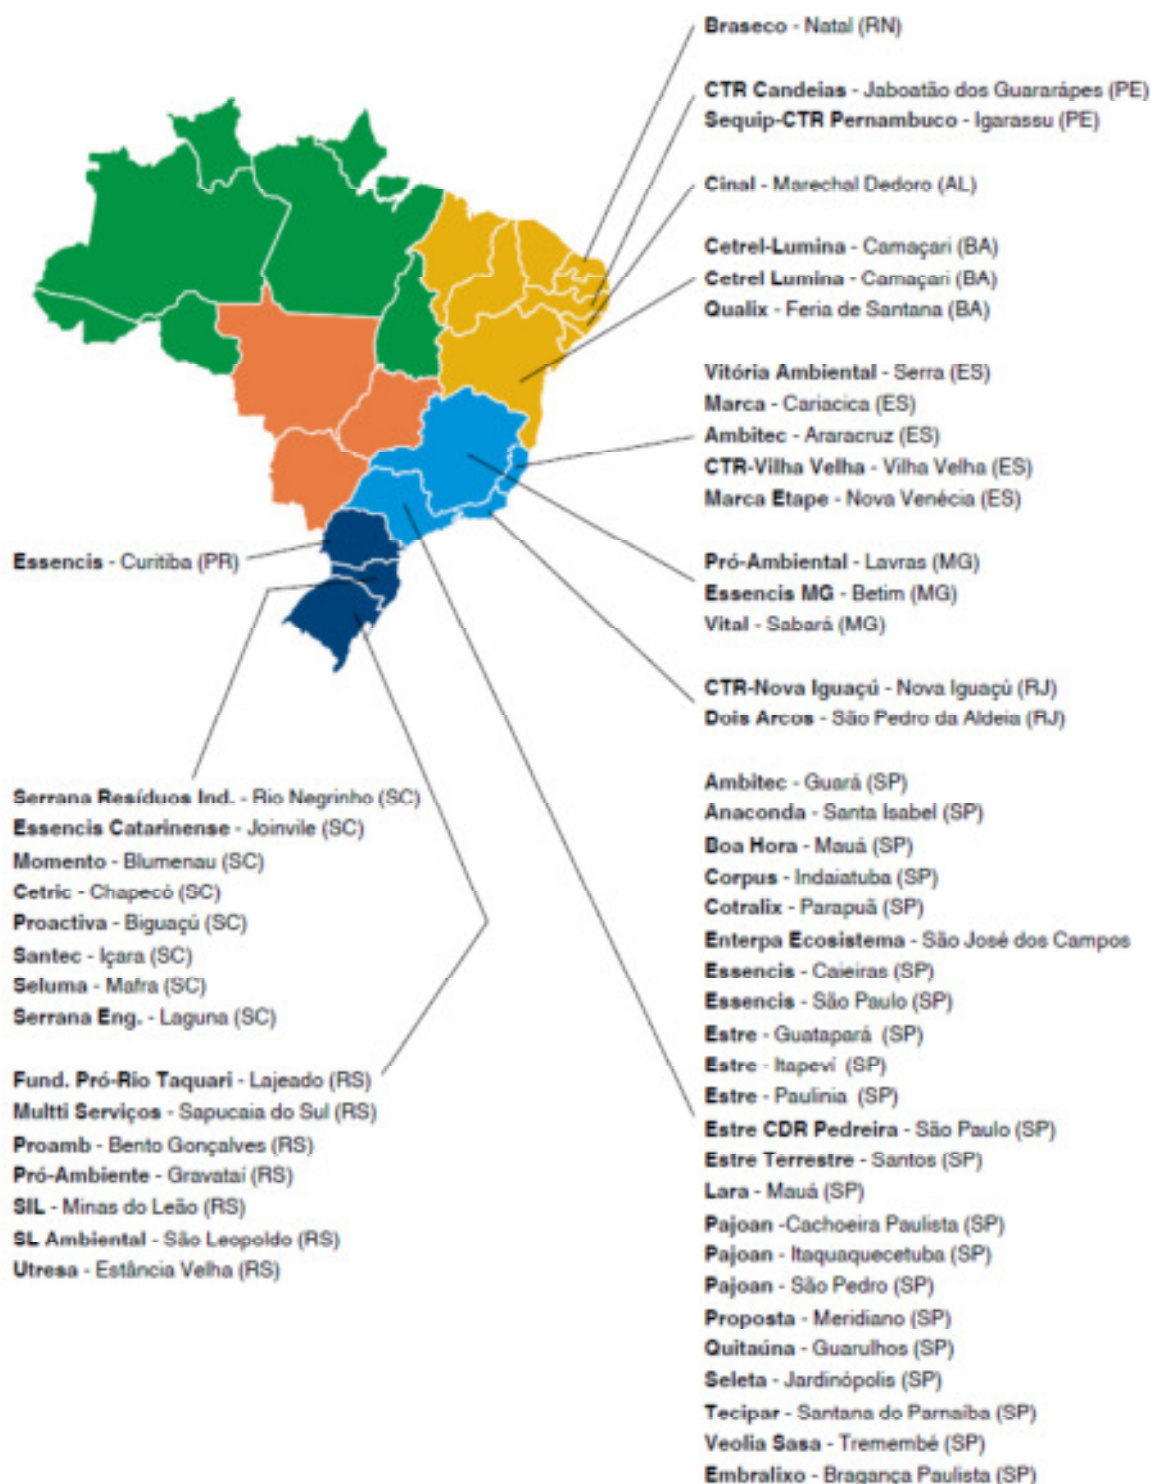 Braseco - Natal (RN)
CTR Candeias - Jaboatão dos Guararápes (PE)
Sequip-CTR Pernambuco - Igarassu (PE)
Cinal - Marechal Dedoro (AL)
Cetrel-Lumina - Camaçari (BA)
Cetrel Lumina - Camaçari (BA)
Qualix - Feria de Santana (BA)
Vitória Ambiental - Serra (ES)
Marca - Cariacica (ES)
Ambitec - Araracruz (ES)
CTR-Vilha Velha - Vilha Velha (ES)
Marca Etape - Nova Venécia (ES)
Pró-Ambiental - Lavras (MG)
Essencis MG - Betim (MG)
Vital - Sabará (MG)
CTR-Nova Iguaçú - Nova Iguaçú (RJ)
Dois Arcos - São Pedro da Aldeia (RJ)
Ambitec - Guará (SP)
Anaconda - Santa Isabel (SP)
Boa Hora - Mauá (SP)
Corpus - Indaiatuba (SP)
Cotralix - Parapuã (SP)
Enterpa Ecosistema - São José dos Campos
Essencis - Caieiras (SP)
Essencis - São Paulo (SP)
Estre - Guatapará (SP)
Estre - Itapeví (SP)
Estre - Paulinia (SP)
Estre CDR Pedreira - São Paulo (SP)
Estre Terrestre - Santos (SP)
Lara - Mauá (SP)
Pajoan -Cachoeira Paulista (SP)
Pajoan - Itaquaquecetuba (SP)
Pajoan - São Pedro (SP)
Proposta - Meridiano (SP)
Quitaúna - Guarulhos (SP)
Seleta - Jardinópolis (SP)
Tecipar - Santana do Parnaíba (SP)
Veolia Sasa - Tremembé (SP)
Embralixo - Bragança Paulista (SP)
Essencis - Curitiba (PR)
Serrana Resíduos Ind. - Rio Negrinho (SC)
Essencis Catarinense - Joinvile (SC)
Momento - Blumenau (SC)
Cetric - Chapecó (SC)
Proactiva - Biguaçú (SC)
Santec - Içara (SC)
Seluma - Mafra (SC)
Serrana Eng. - Laguna (SC)
Fund. Pró-Rio Taquari - Lajeado (RS)
Multti Serviços - Sapucaia do Sul (RS)
Proamb - Bento Gonçalves (RS)
Pró-Ambiente - Gravataí (RS)
SIL - Minas do Leão (RS)
SL Ambiental - São Leopoldo (RS)
Utresa - Estância Velha (RS)